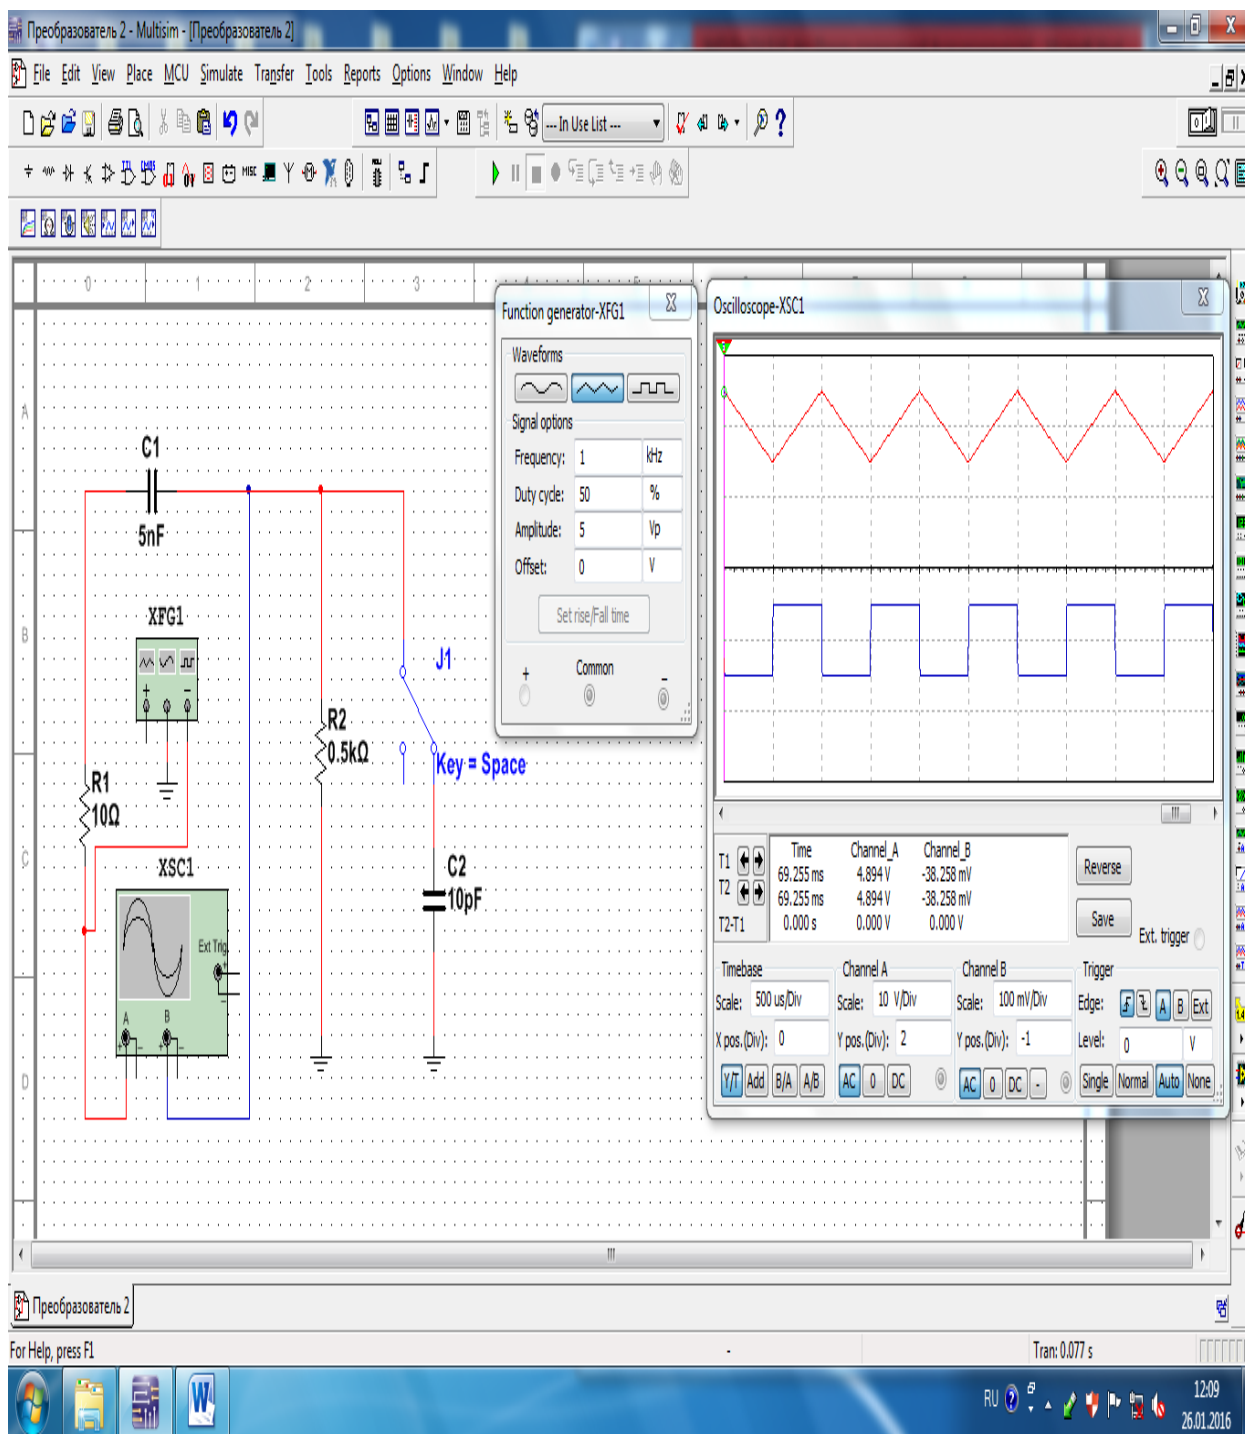 Преобразователь 2 - Multisim - [Преобразователь 2]
File Edit View Place MCU Simulate Transfer Tools Reports Options Window Help
--- In Use List ---
MISC
0 1 2 3
Function generator-XFG1
Waveforms
Signal options
Frequency: 1 kHz
Duty cycle: 50 %
Amplitude: 5 Vp
Offset: 0 V
Set rise/Fall time
+ Common -
Oscilloscope-XSC1
A
B
C
D
C1
5nF
XFG1
J1
R2
0.5kΩ
Key = Space
R1
10Ω
XSC1
Ext Trig
A B
C2
10pF
Time Channel_A Channel_B
T1 69.255 ms 4.894 V -38.258 mV
T2 69.255 ms 4.894 V -38.258 mV
T2-T1 0.000 s 0.000 V 0.000 V
Reverse
Save
Ext. trigger
Timebase
Scale: 500 us/Div
X pos.(Div): 0
Y/T Add B/A A/B
Channel A
Scale: 10 V/Div
Y pos.(Div): 2
AC 0 DC
Channel B
Scale: 100 mV/Div
Y pos.(Div): -1
AC 0 DC -
Trigger
Edge: A B Ext
Level: 0 V
Single Normal Auto None
Преобразователь 2
For Help, press F1
- Tran: 0.077 s
RU
12:09
26.01.2016